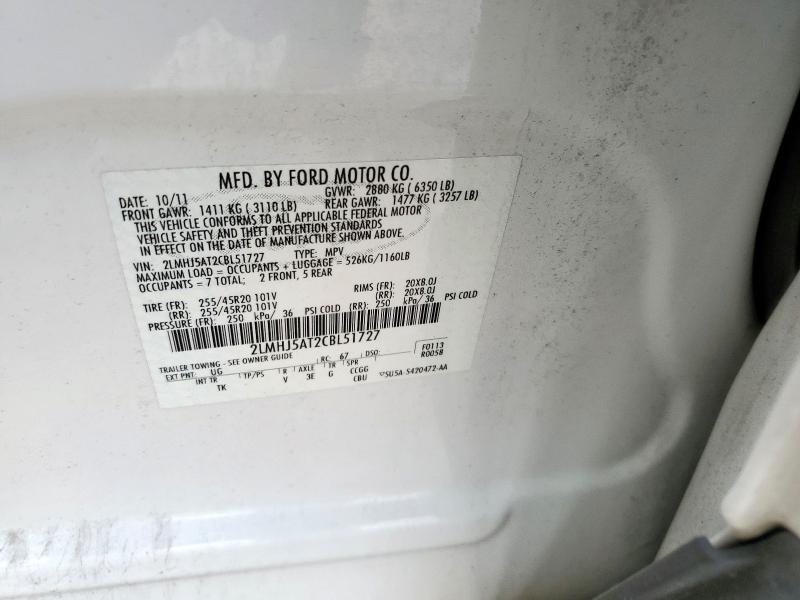 MFD. BY FORD MOTOR CO.
DATE: 10/11 GVWR: 2880 KG ( 6350 LB)
FRONT GAWR: 1411 KG ( 3110 LB) REAR GAWR: 1477 KG ( 3257 LB)
THIS VEHICLE CONFORMS TO ALL APPLICABLE FEDERAL MOTOR
VEHICLE SAFETY AND THEFT PREVENTION STANDARDS
IN EFFECT ON THE DATE OF MANUFACTURE SHOWN ABOVE.
VIN: 2LMHJ5AT2CBL51727 TYPE: MPV
MAXIMUM LOAD = OCCUPANTS + LUGGAGE = 526KG/1160LB
OCCUPANTS = 7 TOTAL; 2 FRONT, 5 REAR
TIRE (FR): 255/45R20 101V RIMS (FR): 20X8.0J
(RR): 255/45R20 101V (RR): 20X8.0J
PRESSURE (FR): 250 kPa/ 36 PSI COLD (RR): 250 kPa/ 36 PSI COLD
2LMHJ5AT2CBL51727
TRAILER TOWING - SEE OWNER GUIDE RC: 67 DSO: F0113
R0058
EXT PNT: UG INT TR TP/PS R AXLE TR SPR
TK V 3E G CCGG
CBU ▽5U5A-5420472-AA